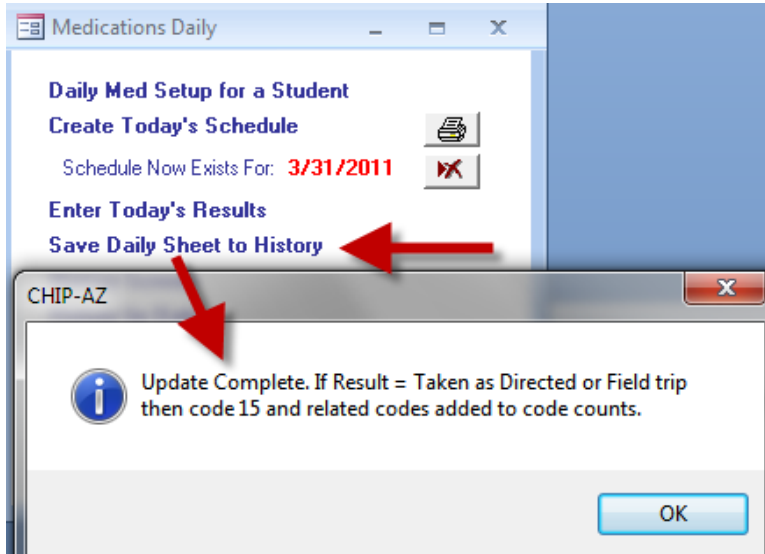 Medications Daily
Daily Med Setup for a Student
Create Today's Schedule
Schedule Now Exists For: 3/31/2011
Enter Today's Results
Save Daily Sheet to History
CHIP-AZ
Update Complete. If Result = Taken as Directed or Field trip
then code 15 and related codes added to code counts.
OK